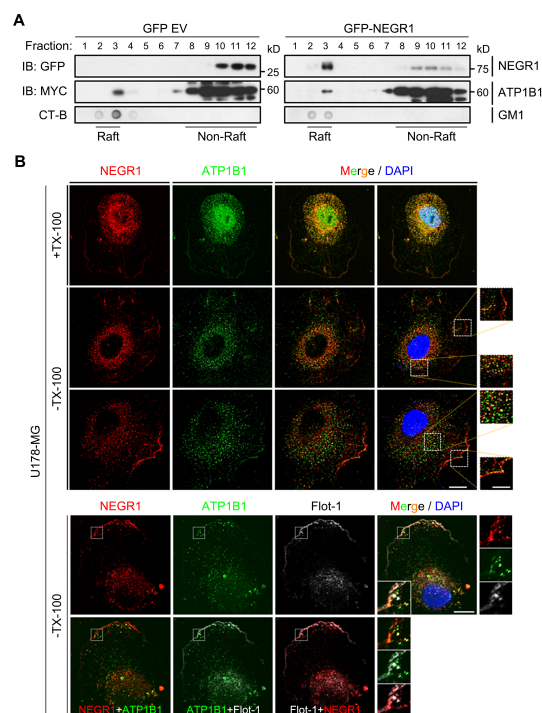 A
GFP EV
GFP-NEGR1
Fraction: 1 2 3 4 5 6 7 8 9 10 11 12 kD 1 2 3 4 5 6 7 8 9 10 11 12 kD
IB: GFP
25
75
NEGR1
IB: MYC
60
60
ATP1B1
CT-B
GM1
Raft
Non-Raft
Raft
Non-Raft
B
NEGR1
ATP1B1
Merge / DAPI
+TX-100
-TX-100
U178-MG
NEGR1
ATP1B1
Flot-1
Merge / DAPI
-TX-100
NEGR1+ATP1B1
ATP1B1+Flot-1
Flot-1+NEGR1